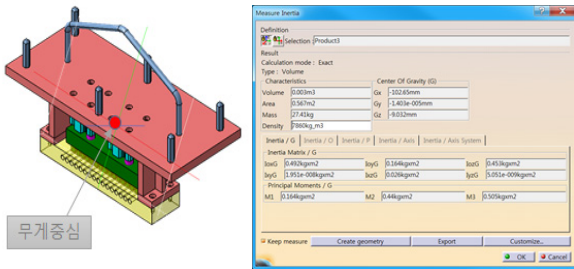 무게중심
Measure Inertia
Definition
Selection : Product3
Result
Calculation mode : Exact
Type : Volume
Characteristics
Center Of Gravity (G)
Volume 0.003m3 Gx -102.65mm
Area 0.567m2 Gy -1.403e-005mm
Mass 27.41kg Gz -9.032mm
Density 7860kg_m3
Inertia / G Inertia / O Inertia / P Inertia / Axis Inertia / Axis System
Inertia Matrix / G
IoxG 0.492kgxm2 IoyG 0.164kgxm2 IozG 0.453kgxm2
IxyG 1.951e-008kgxm2 IxzG 0.026kgxm2 IyzG 5.051e-009kgxm2
Principal Moments / G
M1 0.164kgxm2 M2 0.44kgxm2 M3 0.505kgxm2
Keep measure Create geometry Export Customize...
OK Cancel